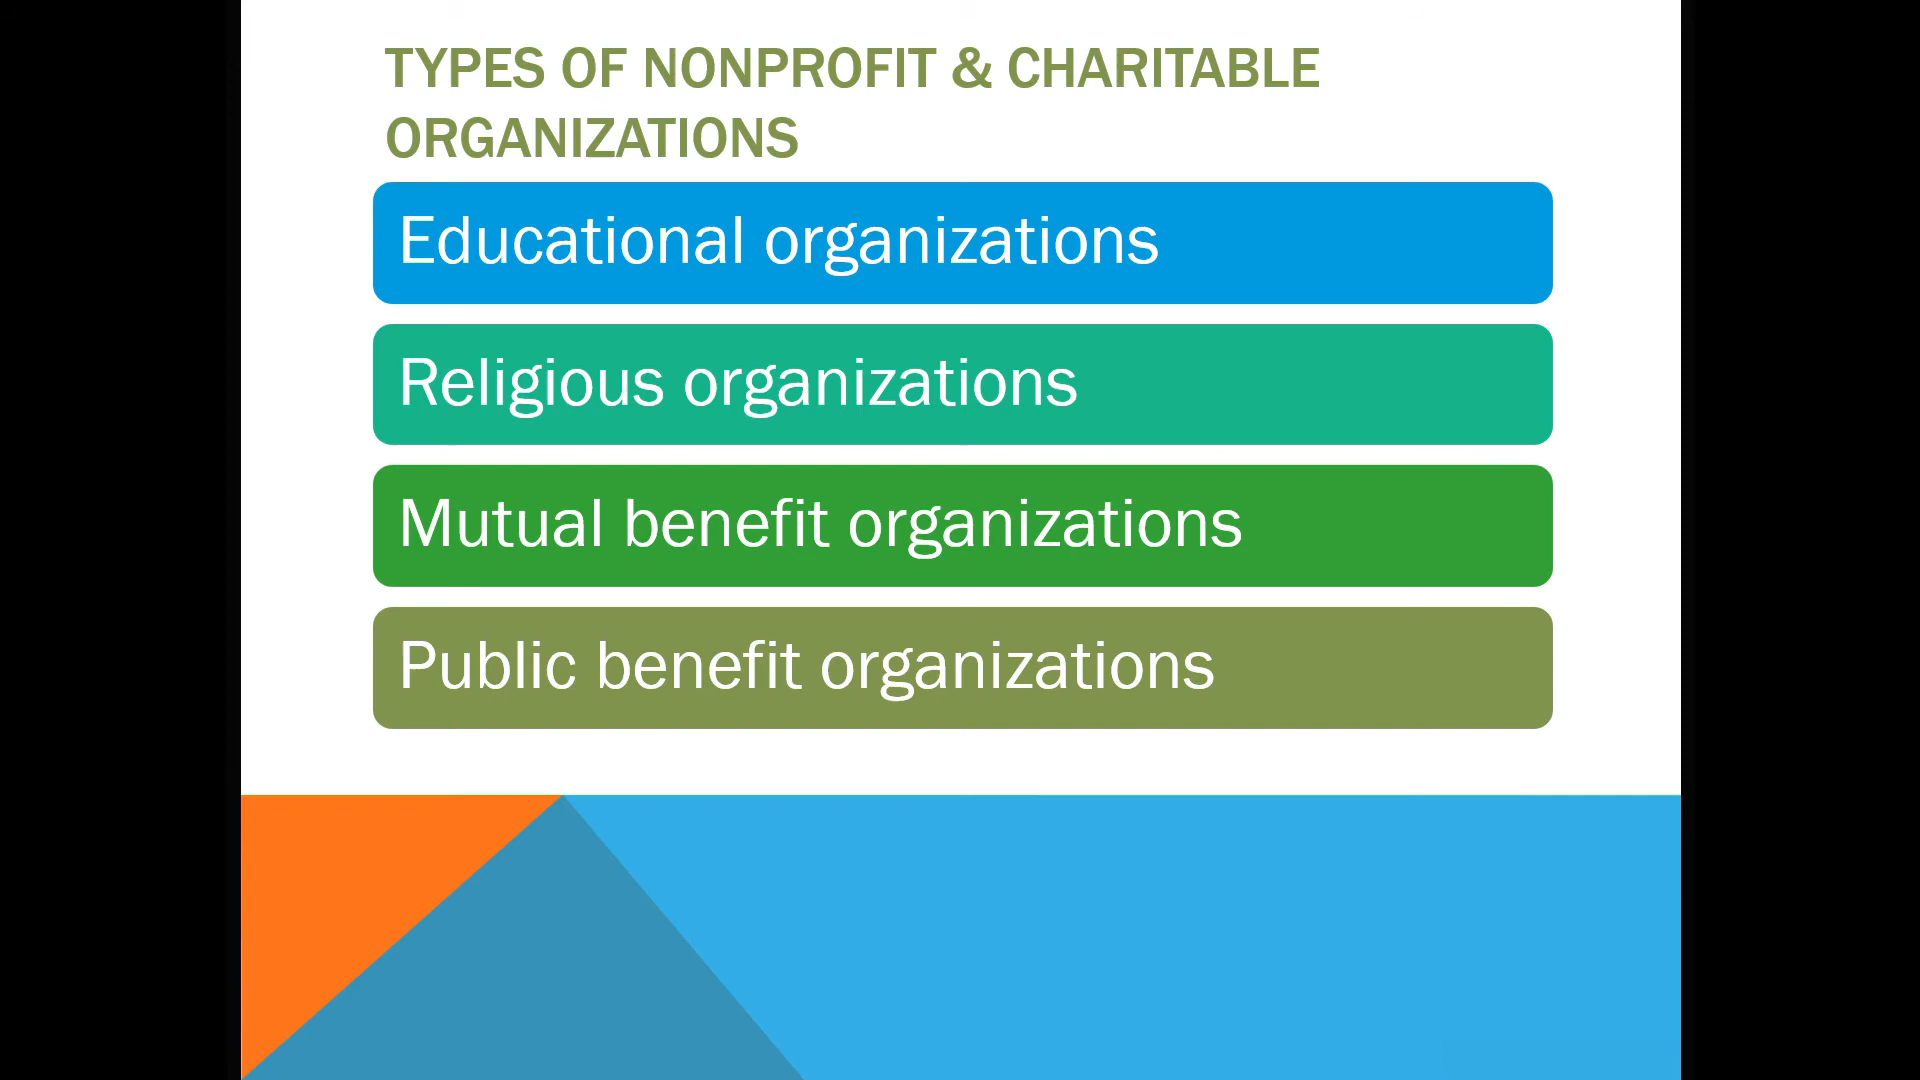 TYPES OF NONPROFIT & CHARITABLE
ORGANIZATIONS
Educational organizations
Religious organizations
Mutual benefit organizations
Public benefit organizations